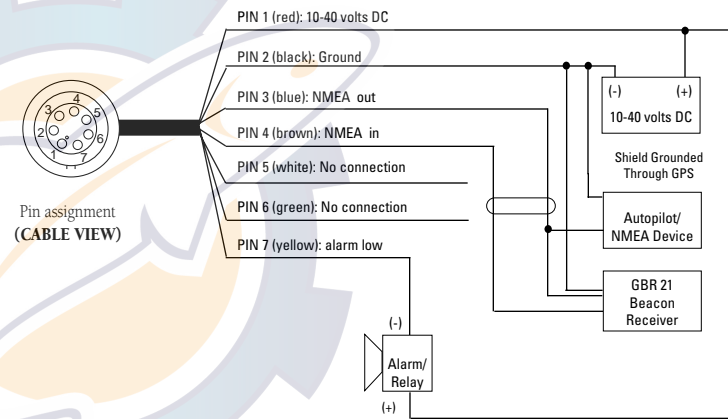 PIN 1 (red): 10-40 volts DC
PIN 2 (black): Ground
PIN 3 (blue): NMEA out
PIN 4 (brown): NMEA in
PIN 5 (white): No connection
PIN 6 (green): No connection
PIN 7 (yellow): alarm low
4
3
5
2
6
1
7
Pin assignment
(CABLE VIEW)
(-) (+)
10-40 volts DC
Shield Grounded
Through GPS
Autopilot/
NMEA Device
GBR 21
Beacon
Receiver
(-)
Alarm/
Relay
(+)